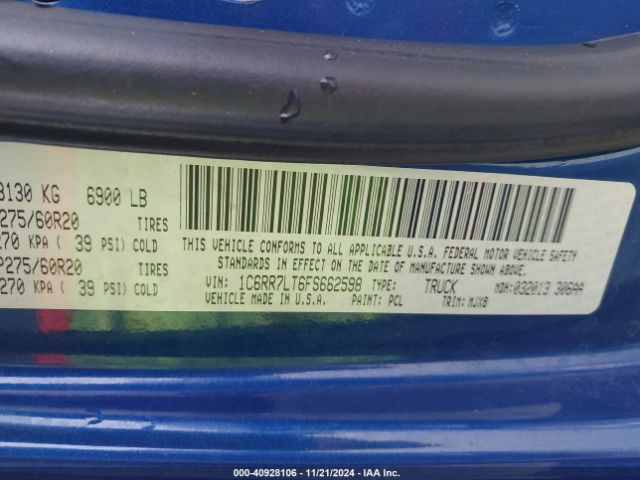 3130 KG 6900 LB
P275/60R20 TIRES
270 KPA ( 39 PSI) COLD
P275/60R20 TIRES
270 KPA ( 39 PSI) COLD
THIS VEHICLE CONFORMS TO ALL APPLICABLE U.S.A. FEDERAL MOTOR VEHICLE SAFETY
STANDARDS IN EFFECT ON THE DATE OF MANUFACTURE SHOWN ABOVE.
VIN: 1C6RR7LT6FS662598 TYPE: TRUCK MDH:032013 306AA
VEHICLE MADE IN U.S.A. PAINT: PCL TRIM:MJX8
000-40928106 — 11/21/2024 — IAA Inc.